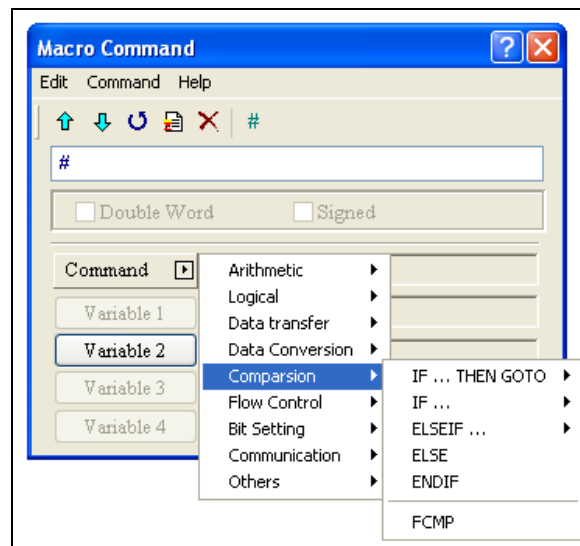 Macro Command
Edit Command Help
#
#
Double Word Signed
Command
Variable 1
Variable 2
Variable 3
Variable 4
Arithmetic
Logical
Data transfer
Data Conversion
Comparsion
Flow Control
Bit Setting
Communication
Others
IF ... THEN GOTO
IF ...
ELSEIF ...
ELSE
ENDIF
FCMP